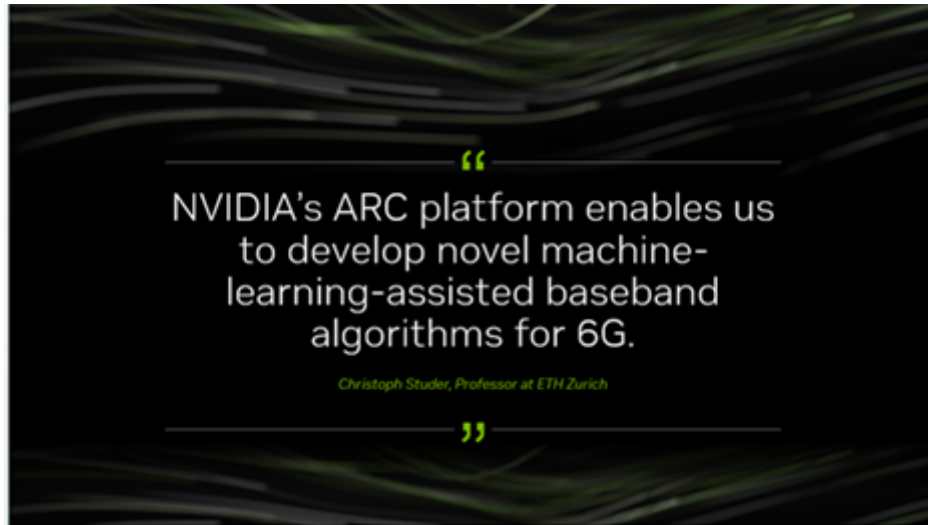 “
NVIDIA’s ARC platform enables us
to develop novel machine-
learning-assisted baseband
algorithms for 6G.
Christoph Studer, Professor at ETH Zurich
”